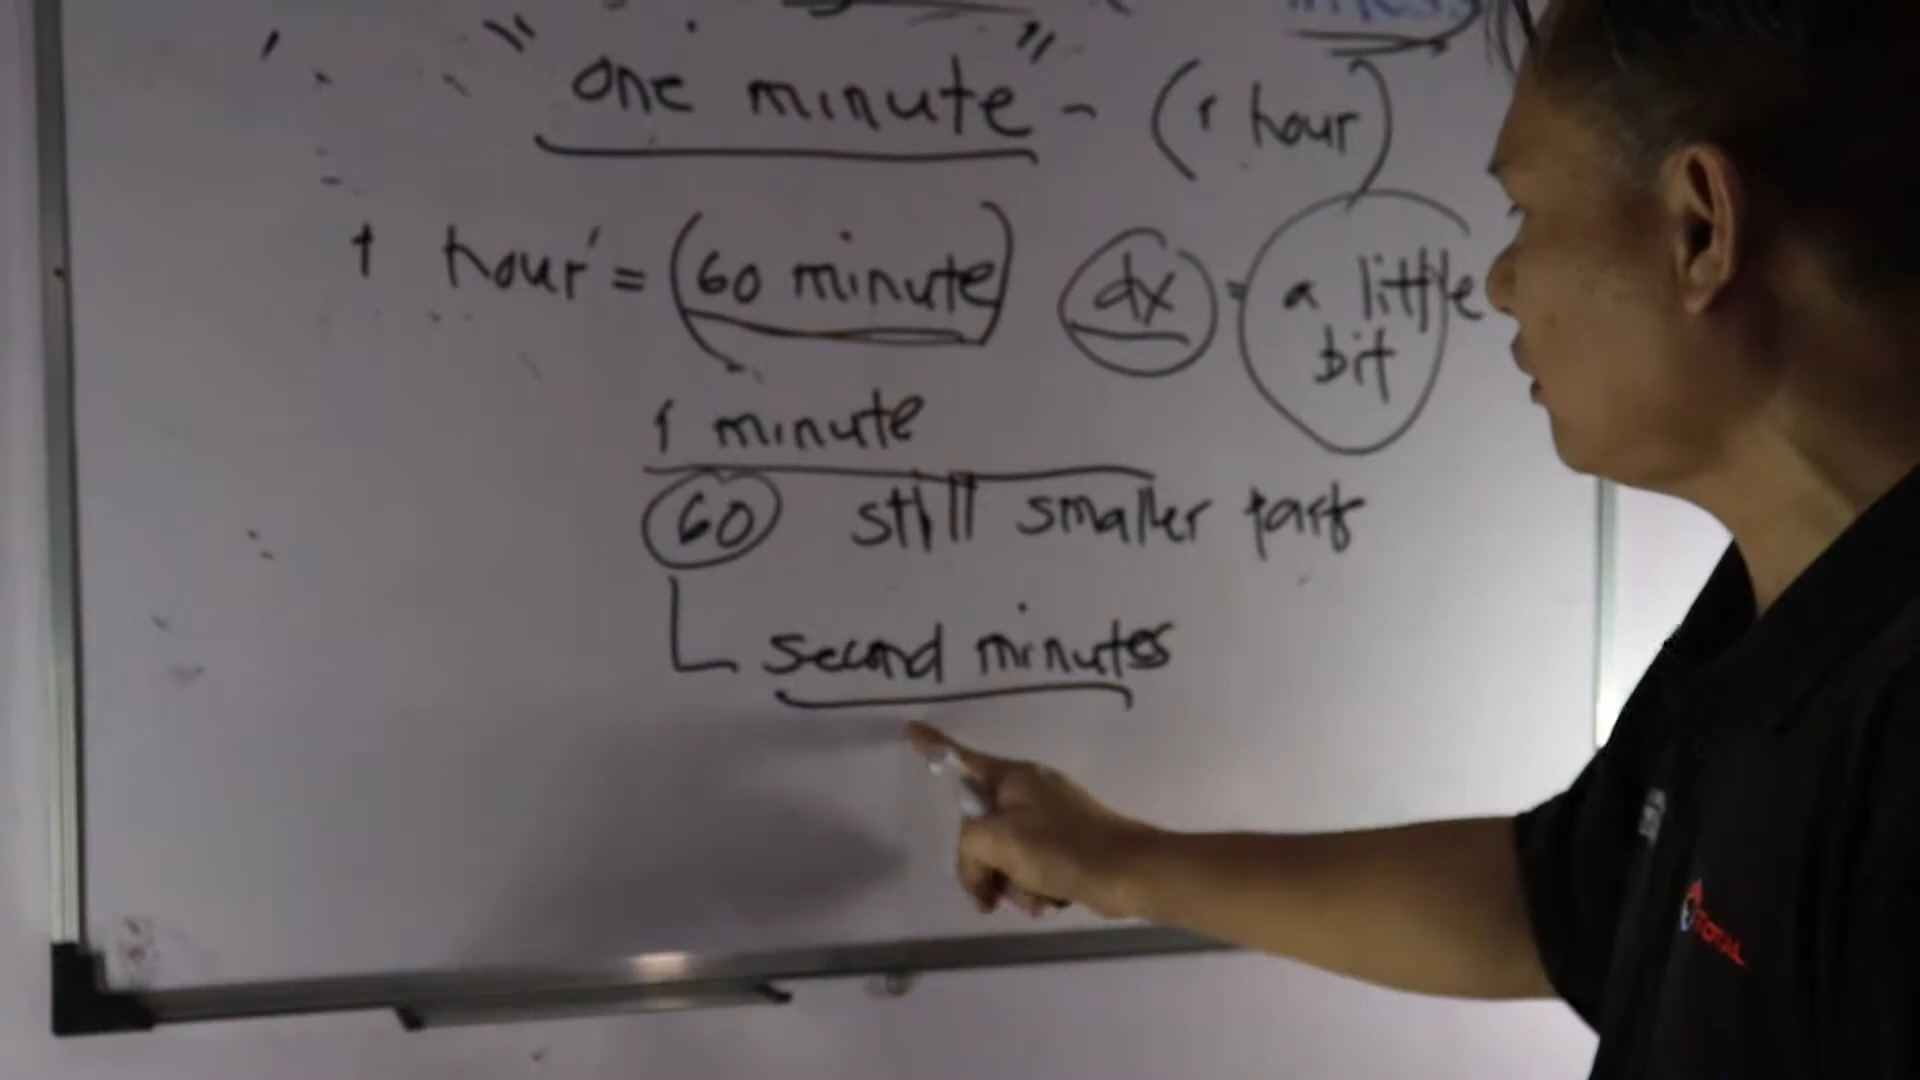 "one minute" - (1 hour)
1 hour = (60 minute) dx = a little bit
1 minute
60 still smaller part
second minutes
TOTAL